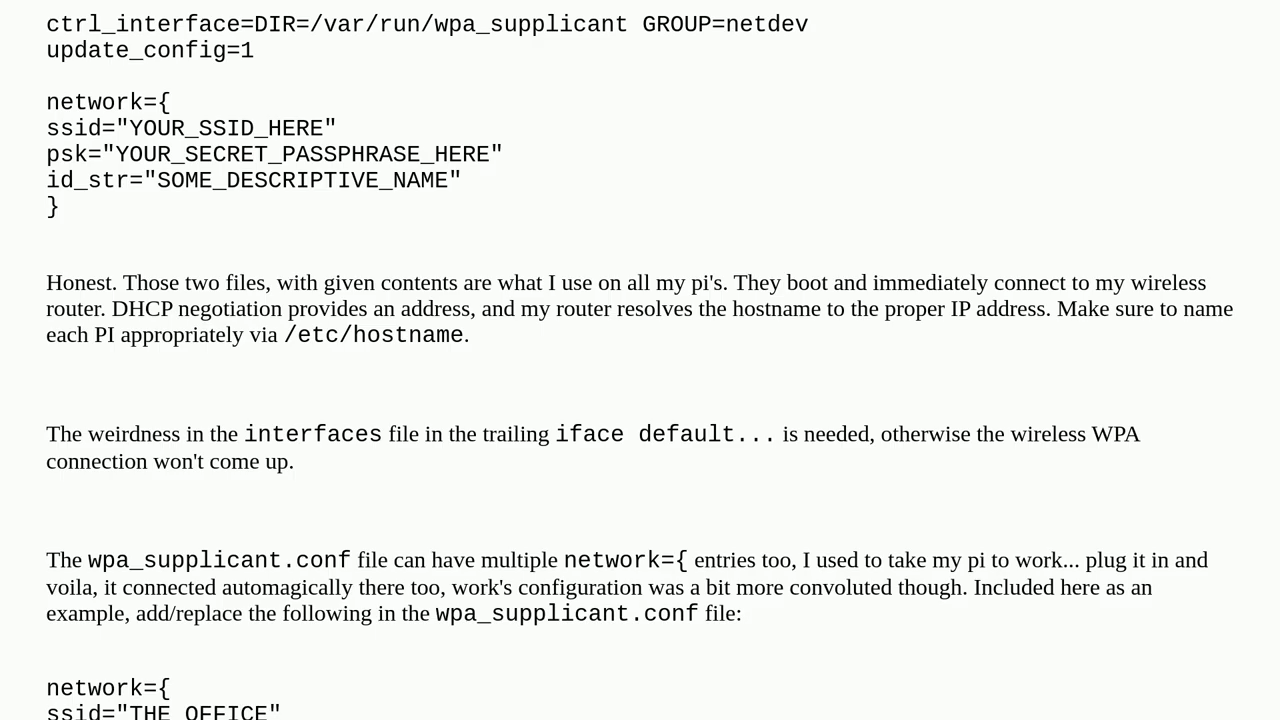 ctrl_interface=DIR=/var/run/wpa_supplicant GROUP=netdev
update_config=1
network={
ssid="YOUR_SSID_HERE"
psk="YOUR_SECRET_PASSPHRASE_HERE"
id_str="SOME_DESCRIPTIVE_NAME"
}
Honest. Those two files, with given contents are what I use on all my pi's. They boot and immediately connect to my wireless
router. DHCP negotiation provides an address, and my router resolves the hostname to the proper IP address. Make sure to name
each PI appropriately via /etc/hostname.
The weirdness in the interfaces file in the trailing iface default... is needed, otherwise the wireless WPA
connection won't come up.
The wpa_supplicant.conf file can have multiple network={ entries too, I used to take my pi to work... plug it in and
voila, it connected automagically there too, work's configuration was a bit more convoluted though. Included here as an
example, add/replace the following in the wpa_supplicant.conf file:
network={
ssid="THE OFFICE"